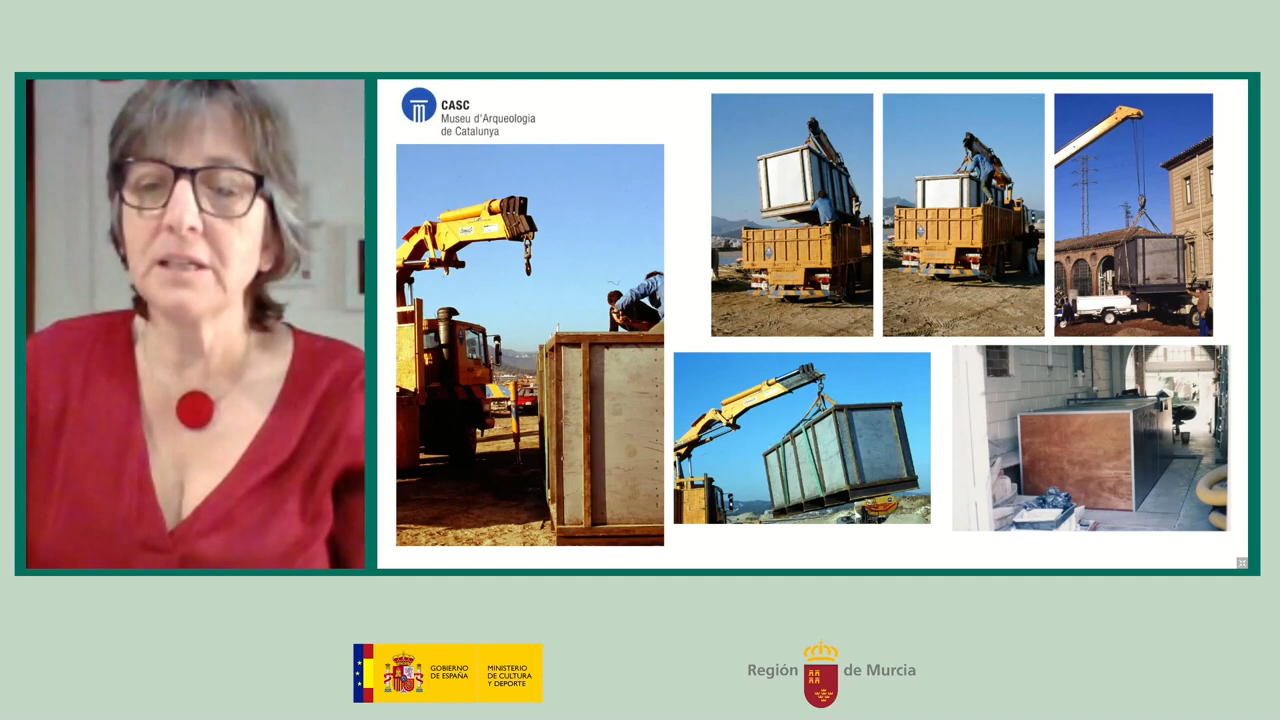 CASC
Museu d'Arqueologia
de Catalunya
GOBIERNO
DE ESPAÑA
MINISTERIO
DE CULTURA
Y DEPORTE
Región de Murcia